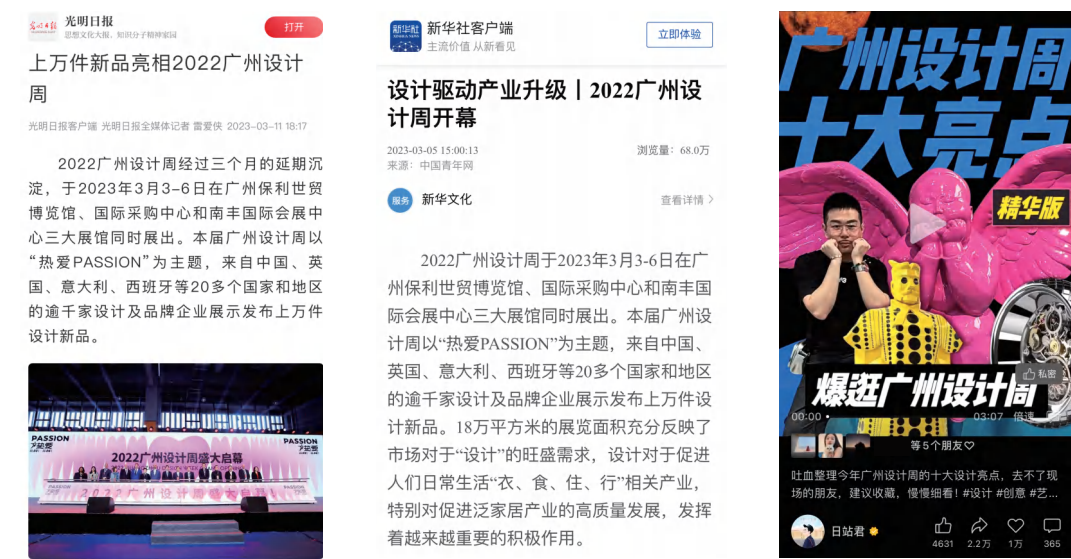 光明日报
思想文化大报，知识分子精神家园
打开
上万件新品亮相2022广州设计
周
光明日报客户端 光明日报全媒体记者 雷爱侠 2023-03-11 18:17
2022广州设计周经过三个月的延期沉
淀，于2023年3月3-6日在广州保利世贸
博览馆、国际采购中心和南丰国际会展中
心三大展馆同时展出。本届广州设计周以
“热爱PASSION”为主题，来自中国、英
国、意大利、西班牙等20多个国家和地区
的逾千家设计及品牌企业展示发布上万件
设计新品。
PASSION
热爱
PASSION
热爱
2022广州设计周盛大启幕
2022广州设计周盛大启幕
新华社
新华社客户端
主流价值 从新看见
立即体验
设计驱动产业升级丨2022广州设
计周开幕
2023-03-05 15:00:13
浏览量：68.0万
来源：中国青年网
服务
新华文化
查看详情
2022广州设计周于2023年3月3-6日在广
州保利世贸博览馆、国际采购中心和南丰国
际会展中心三大展馆同时展出。本届广州设
计周以“热爱PASSION”为主题，来自中国、
英国、意大利、西班牙等20多个国家和地区
的逾千家设计及品牌企业展示发布上万件设
计新品。18万平方米的展览面积充分反映了
市场对于“设计”的旺盛需求，设计对于促进
人们日常生活“衣、食、住、行”相关产业，
特别对促进泛家居产业的高质量发展，发挥
着越来越重要的积极作用。
广州设计周
十大亮点
精华版
私密
爆逛广州设计周
00:00
03:07
倍速
等5个朋友
吐血整理今年广州设计周的十大设计亮点，去不了现
场的朋友，建议收藏，慢慢细看！#设计 #创意 #艺...
日站君
4631
2.2万
1万
365